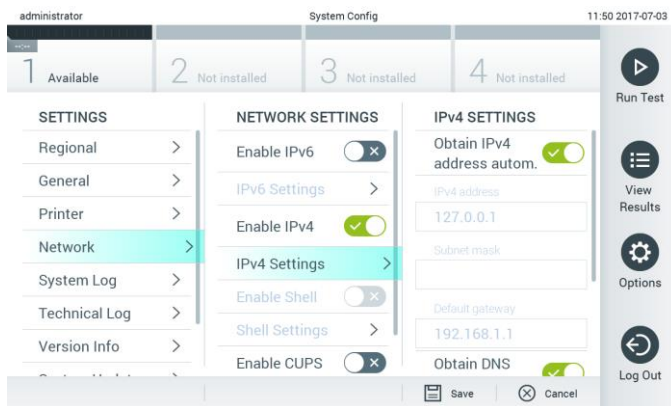 administrator
System Config
11:50 2017-07-03
1 Available
2 Not installed
3 Not installed
4 Not installed
SETTINGS
Regional
General
Printer
Network
System Log
Technical Log
Version Info
NETWORK SETTINGS
Enable IPv6
IPv6 Settings
Enable IPv4
IPv4 Settings
Enable Shell
Shell Settings
Enable CUPS
IPv4 SETTINGS
Obtain IPv4
address autom.
IPv4 address
127.0.0.1
Subnet mask
Default gateway
192.168.1.1
Obtain DNS
Save
Cancel
Run Test
View
Results
Options
Log Out